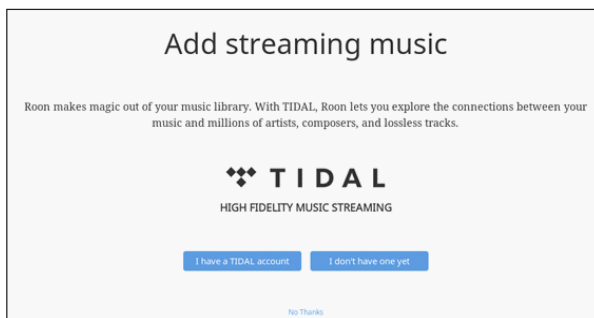 Add streaming music
Roon makes magic out of your music library. With TIDAL, Roon lets you explore the connections between your
music and millions of artists, composers, and lossless tracks.
TIDAL
HIGH FIDELITY MUSIC STREAMING
I have a TIDAL account
I don't have one yet
No Thanks